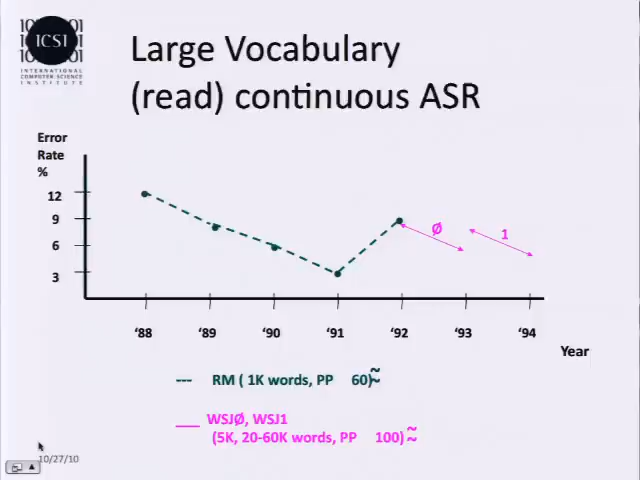 ICSI
INTERNATIONAL
COMPUTER SCIENCE
INSTITUTE
Large Vocabulary
(read) continuous ASR
Error
Rate
%
12
9
6
3
Ø
1
‘88
‘89
‘90
‘91
‘92
‘93
‘94
Year
--- RM ( 1K words, PP 60)≈
___ WSJØ, WSJ1
(5K, 20-60K words, PP 100) ≈
10/27/10